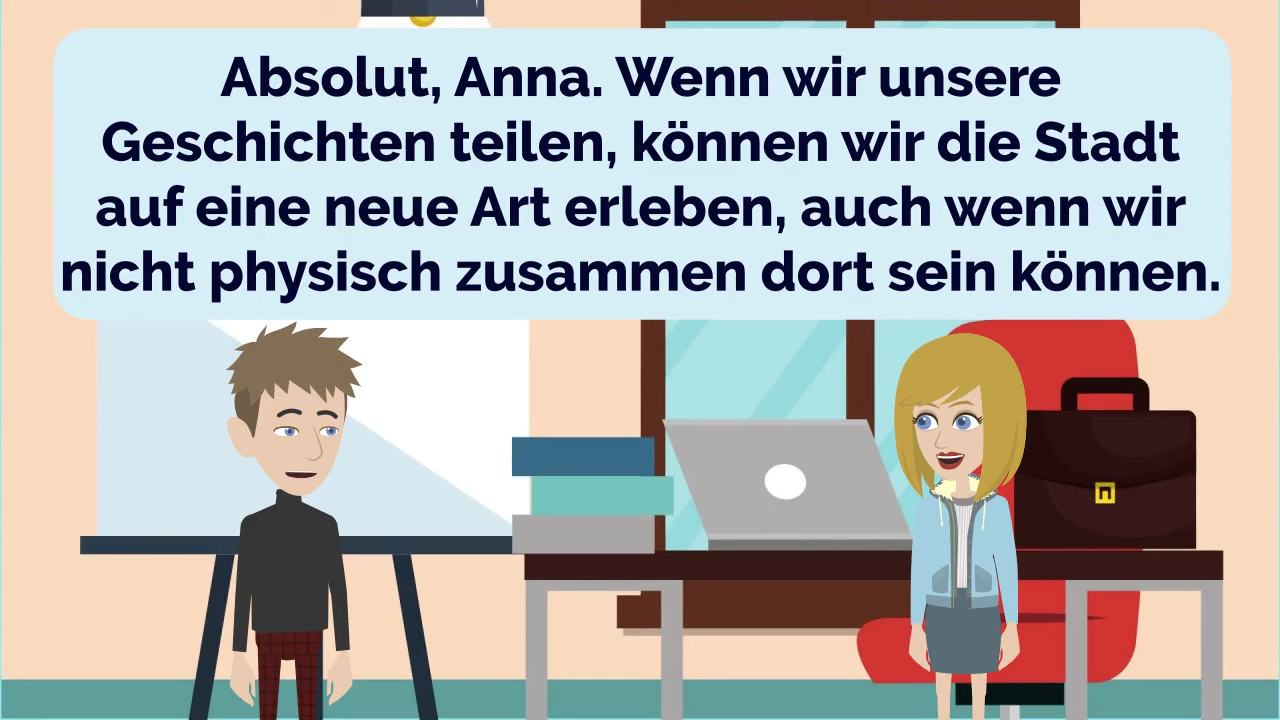 Absolut, Anna. Wenn wir unsere
Geschichten teilen, können wir die Stadt
auf eine neue Art erleben, auch wenn wir
nicht physisch zusammen dort sein können.